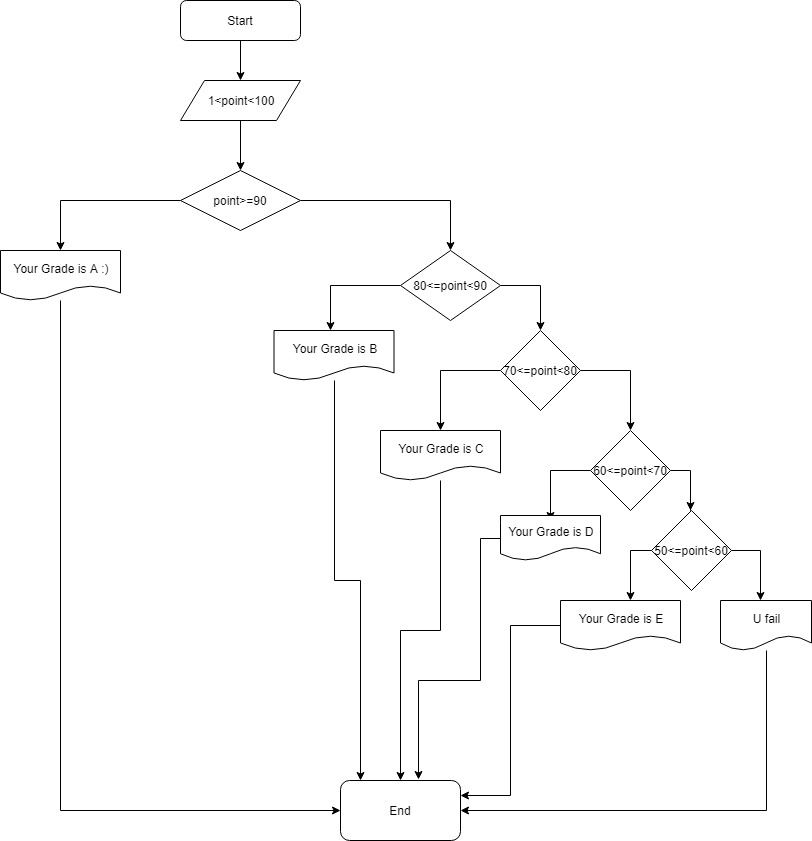 Start
1<point<100
point>=90
Your Grade is A :)
80<=point<90
Your Grade is B
70<=point<80
Your Grade is C
60<=point<70
Your Grade is D
50<=point<60
Your Grade is E
U fail
End